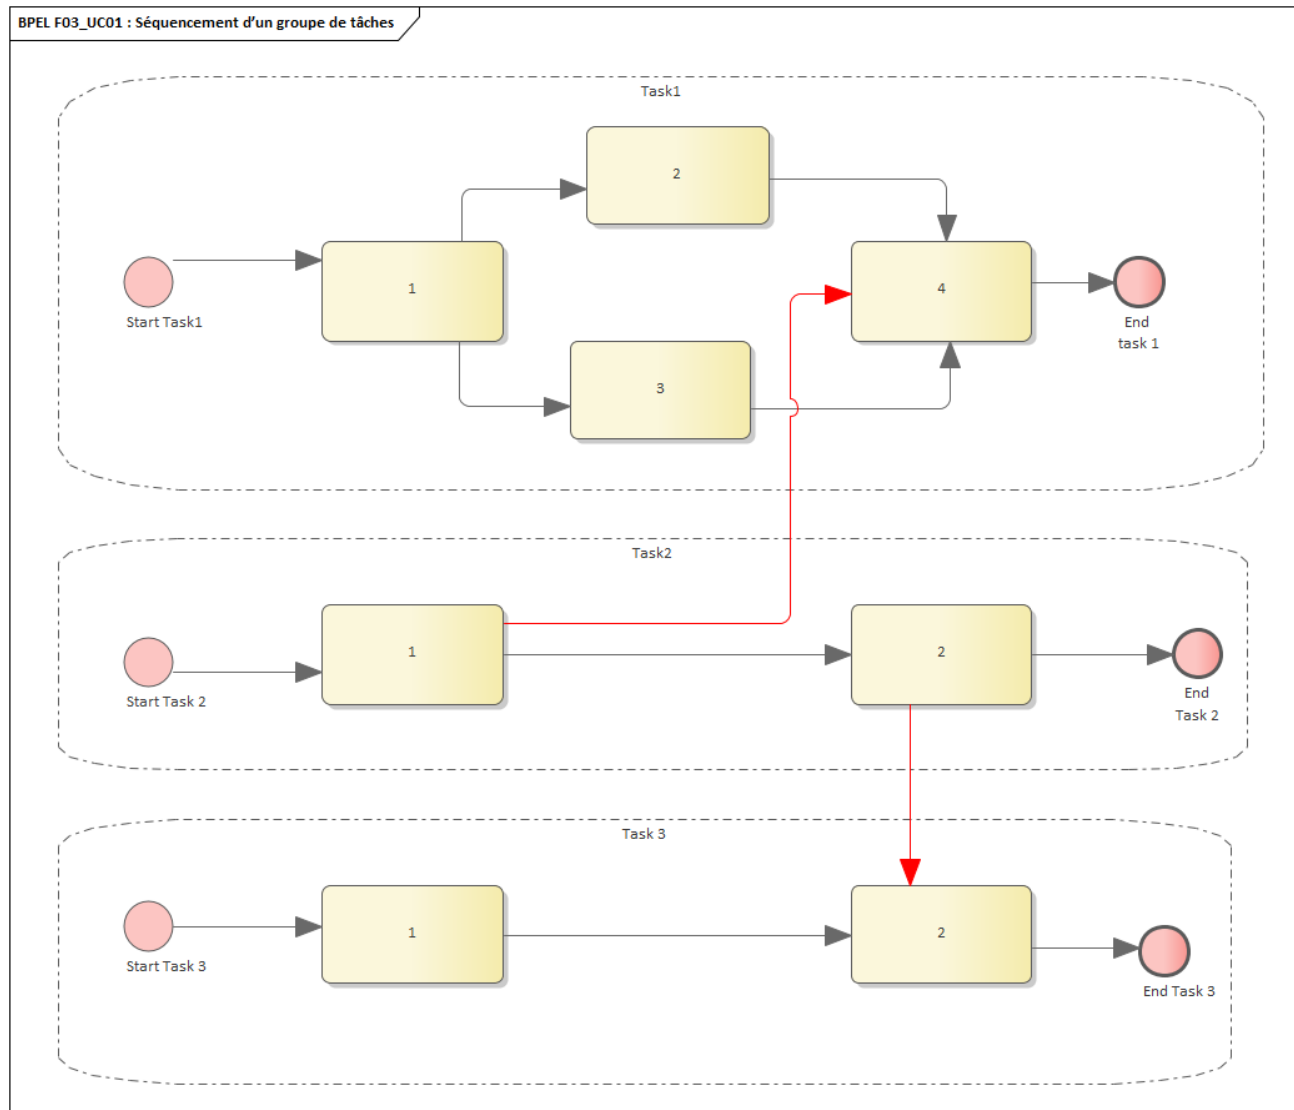 BPEL F03_UC01 : Séquencement d’un groupe de tâches
Task1
2
1
4
Start Task1
End
task 1
3
Task2
1
2
Start Task 2
End
Task 2
Task 3
1
2
Start Task 3
End Task 3